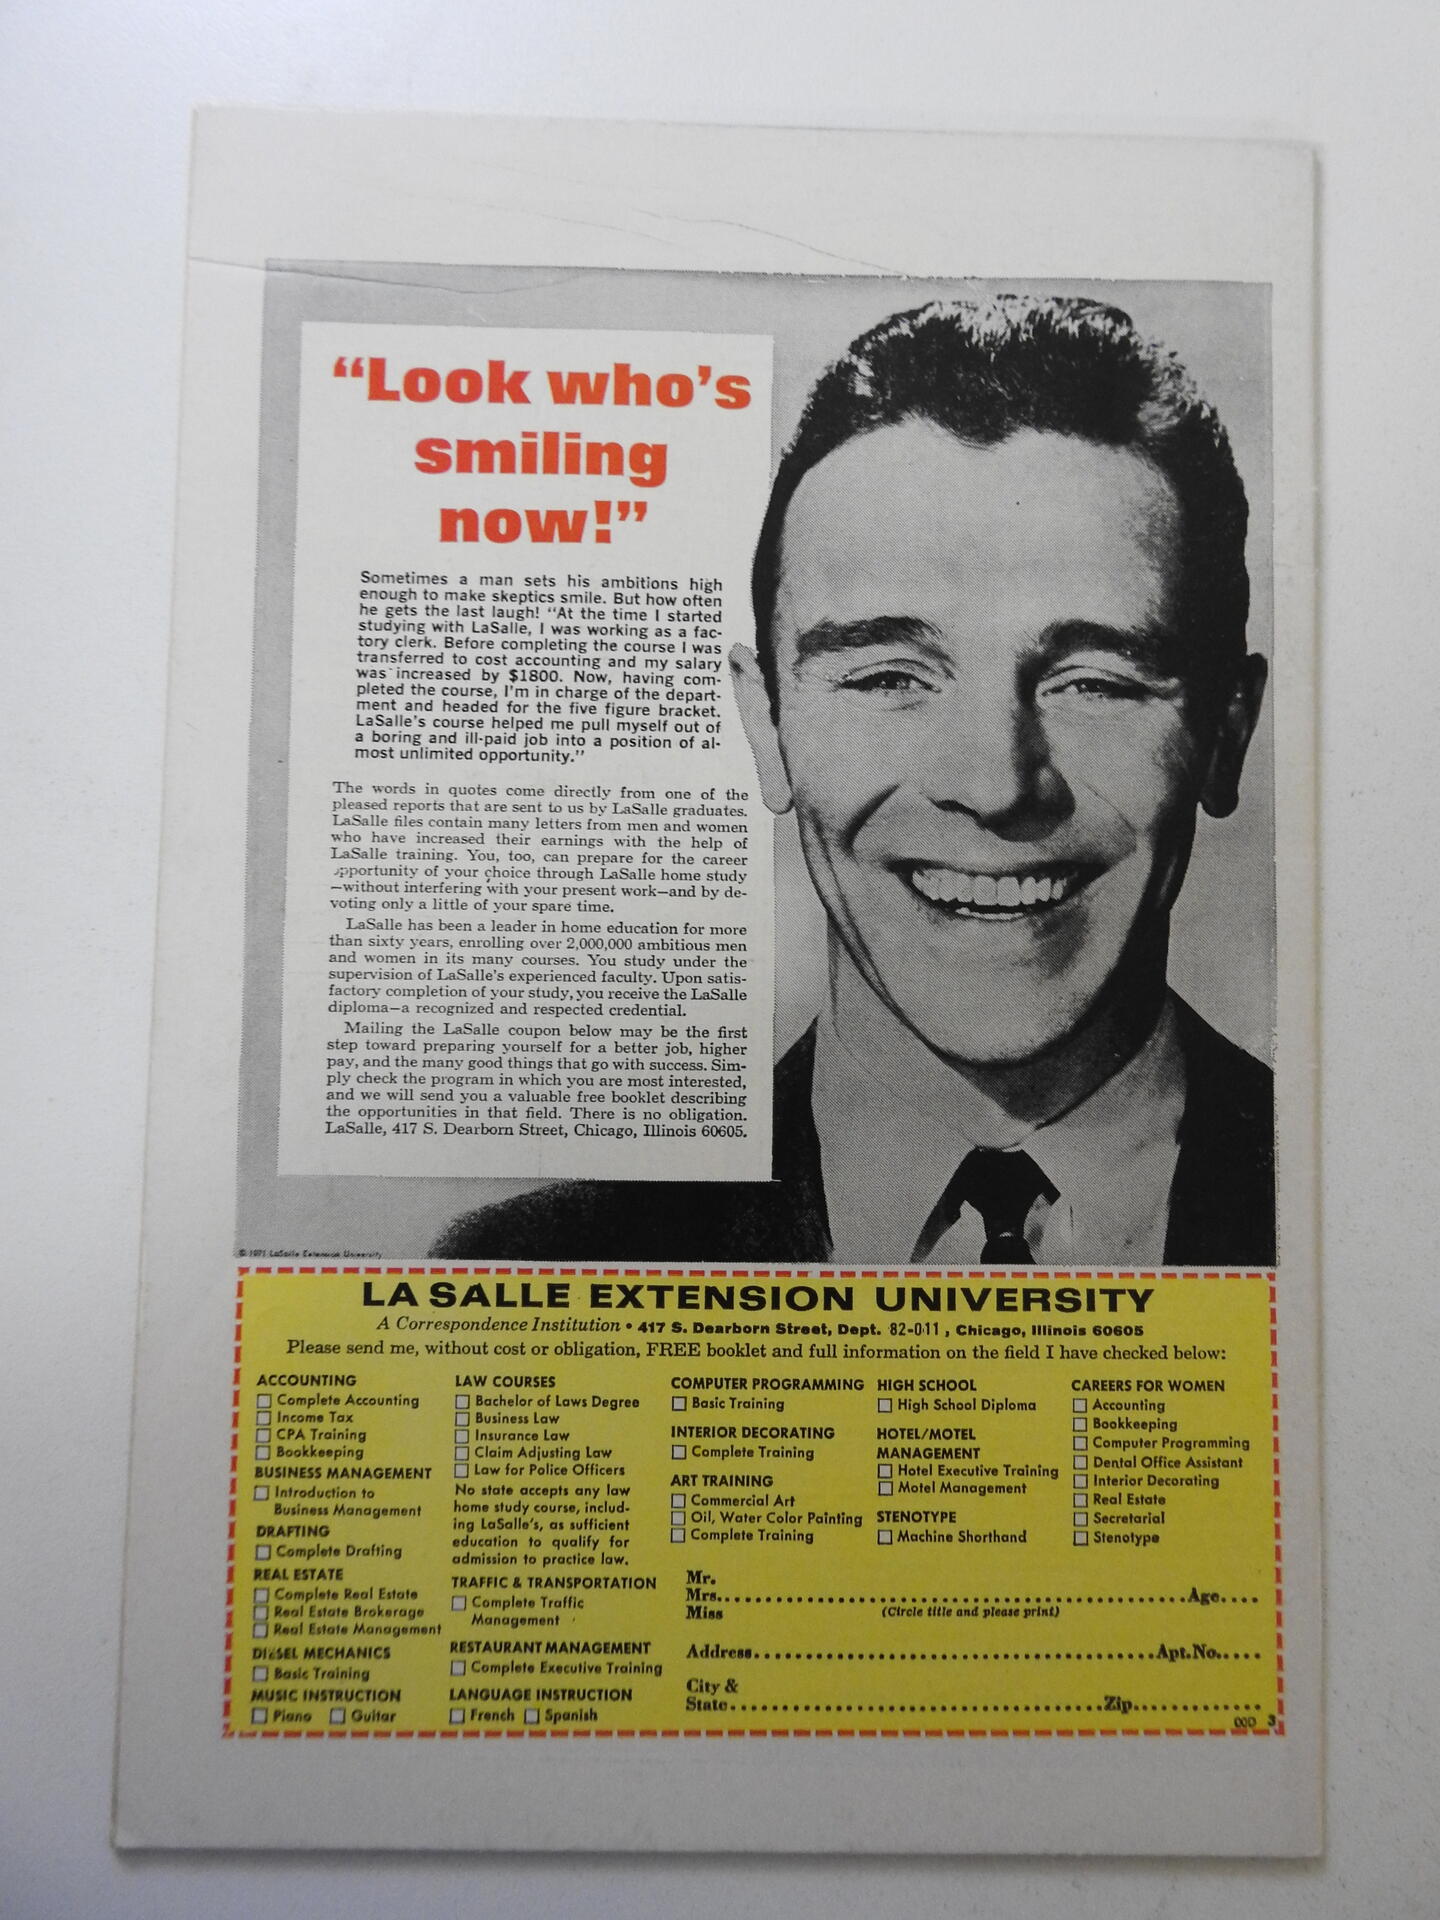 “Look who’s
smiling
now!”
Sometimes a man sets his ambitions high
enough to make skeptics smile. But how often
he gets the last laugh! “At the time I started
studying with LaSalle, I was working as a fac-
tory clerk. Before completing the course I was
transferred to cost accounting and my salary
was increased by $1800. Now, having com-
pleted the course, I’m in charge of the depart-
ment and headed for the five figure bracket.
LaSalle’s course helped me pull myself out of
a boring and ill-paid job into a position of al-
most unlimited opportunity.”
The words in quotes come directly from one of the
pleased reports that are sent to us by LaSalle graduates.
LaSalle files contain many letters from men and women
who have increased their earnings with the help of
LaSalle training. You, too, can prepare for the career
opportunity of your choice through LaSalle home study
—without interfering with your present work—and by de-
voting only a little of your spare time.
LaSalle has been a leader in home education for more
than sixty years, enrolling over 2,000,000 ambitious men
and women in its many courses. You study under the
supervision of LaSalle’s experienced faculty. Upon satis-
factory completion of your study, you receive the LaSalle
diploma—a recognized and respected credential.
Mailing the LaSalle coupon below may be the first
step toward preparing yourself for a better job, higher
pay, and the many good things that go with success. Sim-
ply check the program in which you are most interested,
and we will send you a valuable free booklet describing
the opportunities in that field. There is no obligation.
LaSalle, 417 S. Dearborn Street, Chicago, Illinois 60605.
© 1971 LaSalle Extension University
LA SALLE EXTENSION UNIVERSITY
A Correspondence Institution • 417 S. Dearborn Street, Dept. 82-011, Chicago, Illinois 60605
Please send me, without cost or obligation, FREE booklet and full information on the field I have checked below:
ACCOUNTING
Complete Accounting
Income Tax
CPA Training
Bookkeeping
BUSINESS MANAGEMENT
Introduction to
Business Management
DRAFTING
Complete Drafting
REAL ESTATE
Complete Real Estate
Real Estate Brokerage
Real Estate Management
DIESEL MECHANICS
Basic Training
MUSIC INSTRUCTION
Piano Guitar
LAW COURSES
Bachelor of Laws Degree
Business Law
Insurance Law
Claim Adjusting Law
Law for Police Officers
No state accepts any law
home study course, includ-
ing LaSalle’s, as sufficient
education to qualify for
admission to practice law.
TRAFFIC & TRANSPORTATION
Complete Traffic
Management
RESTAURANT MANAGEMENT
Complete Executive Training
LANGUAGE INSTRUCTION
French Spanish
COMPUTER PROGRAMMING
Basic Training
INTERIOR DECORATING
Complete Training
ART TRAINING
Commercial Art
Oil, Water Color Painting
Complete Training
HIGH SCHOOL
High School Diploma
HOTEL/MOTEL
MANAGEMENT
Hotel Executive Training
Motel Management
STENOTYPE
Machine Shorthand
CAREERS FOR WOMEN
Accounting
Bookkeeping
Computer Programming
Dental Office Assistant
Interior Decorating
Real Estate
Secretarial
Stenotype
Mr.
Mrs. Age
Miss (Circle title and please print)
Address Apt. No.
City &
State Zip
3